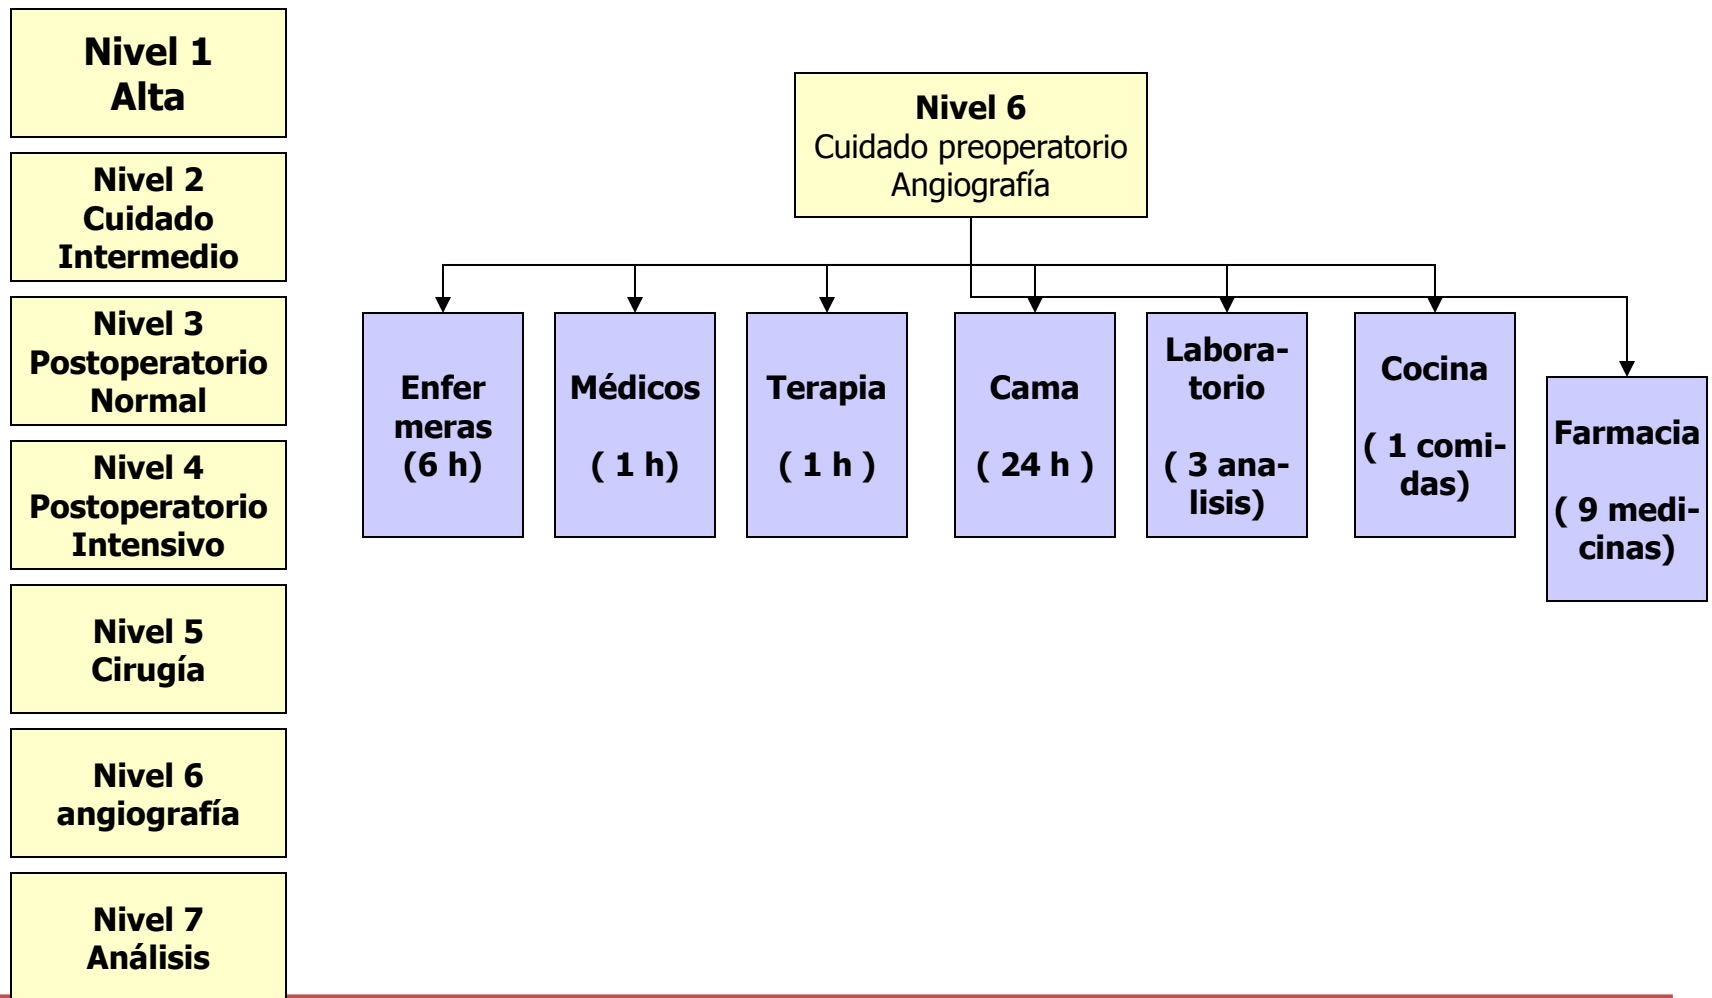 Nivel 1
Alta
Nivel 2
Cuidado
Intermedio
Nivel 3
Postoperatorio
Normal
Nivel 4
Postoperatorio
Intensivo
Nivel 5
Cirugía
Nivel 6
angiografía
Nivel 7
Análisis
Nivel 6
Cuidado preoperatorio
Angiografía
Enfer
meras
(6 h)
Médicos
( 1 h)
Terapia
( 1 h )
Cama
( 24 h )
Labora-
torio
( 3 ana-
lisis)
Cocina
( 1 comi-
das)
Farmacia
( 9 medi-
cinas)